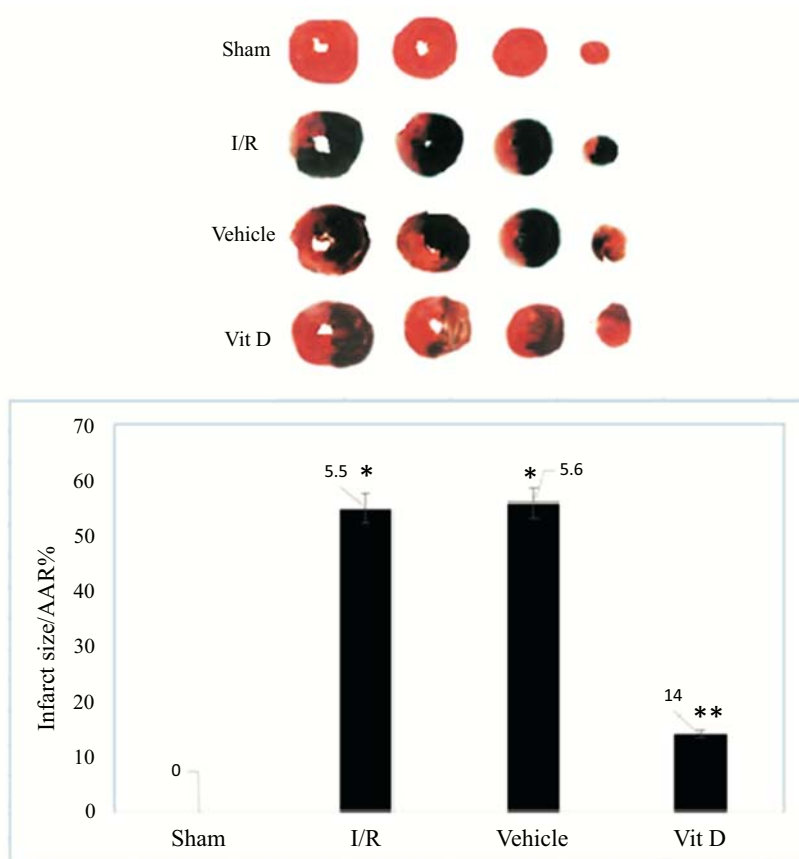 Sham
I/R
Vehicle
Vit D
Infarct size/AAR%
70
60
50
40
30
20
10
0
0
5.5 *
* 5.6
14
**
Sham I/R Vehicle Vit D